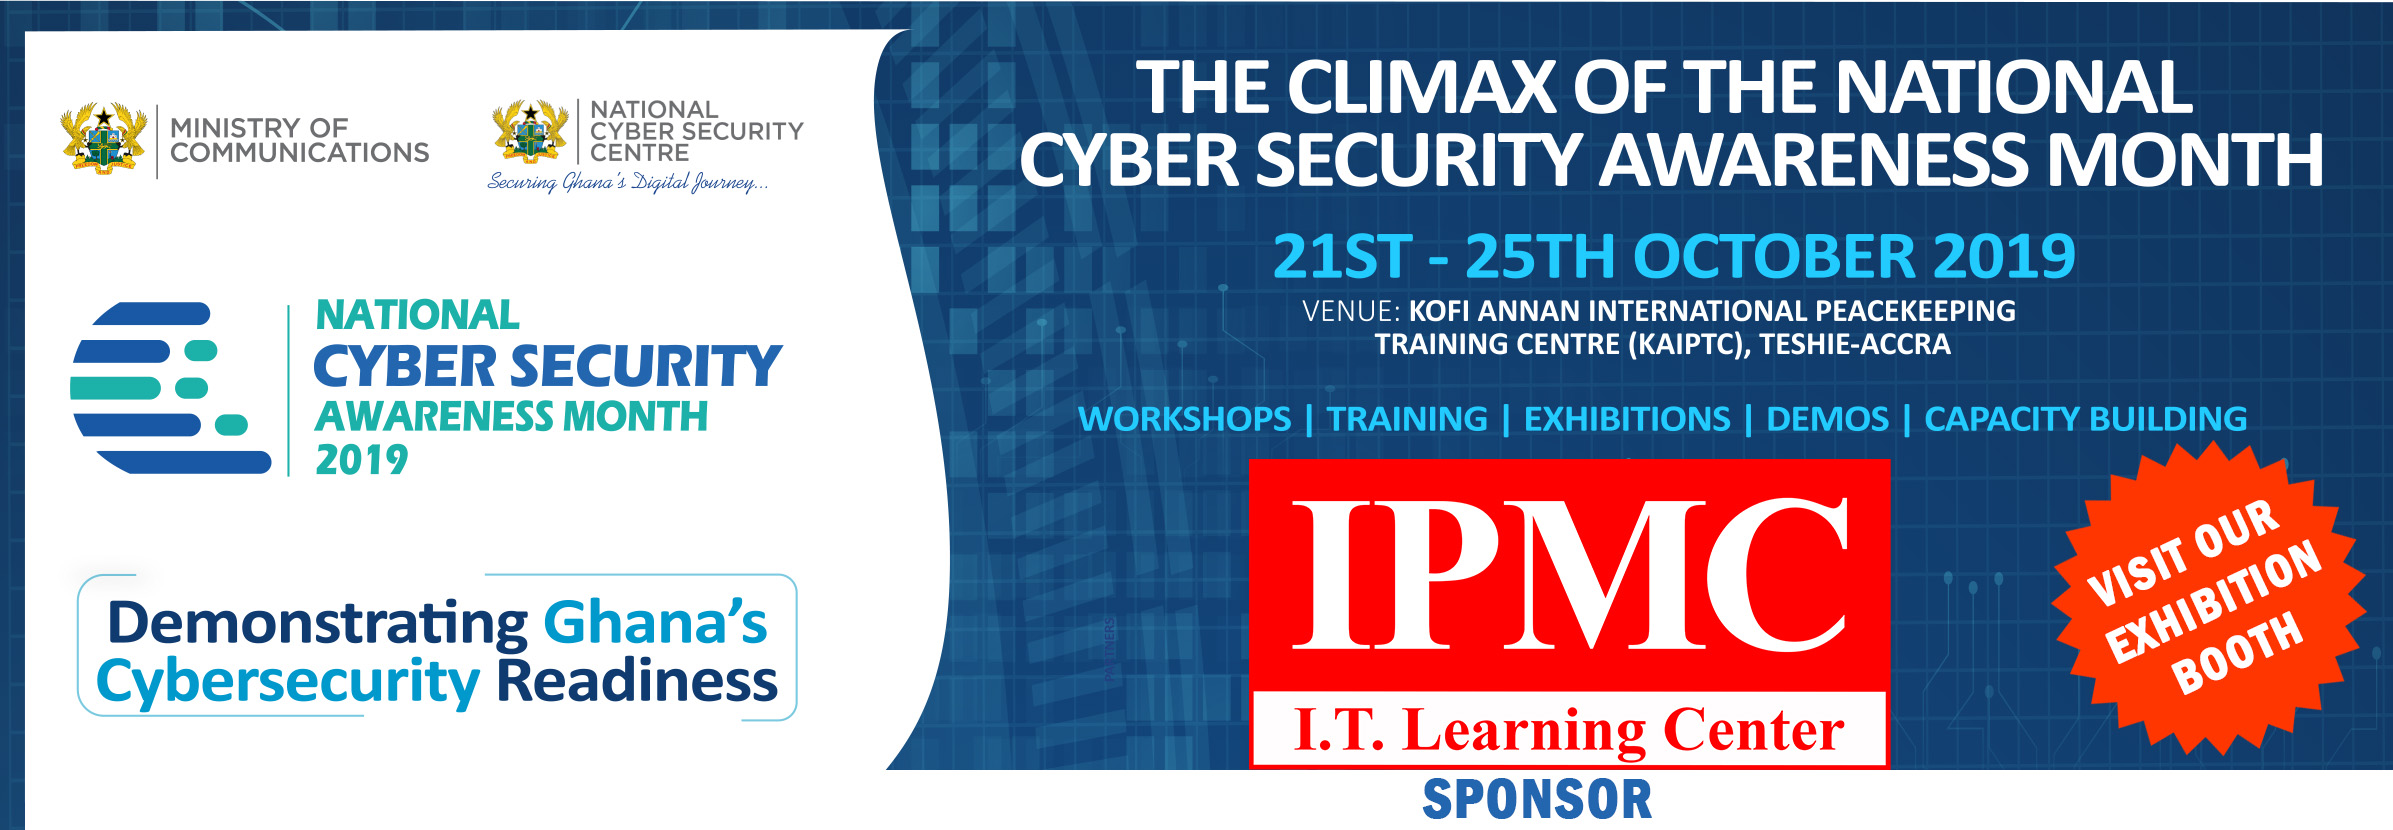 MINISTRY OF
COMMUNICATIONS
NATIONAL
CYBER SECURITY
CENTRE
Securing Ghana's Digital Journey...
NATIONAL
CYBER SECURITY
AWARENESS MONTH
2019
Demonstrating Ghana's
Cybersecurity Readiness
THE CLIMAX OF THE NATIONAL
CYBER SECURITY AWARENESS MONTH
21ST - 25TH OCTOBER 2019
VENUE: KOFI ANNAN INTERNATIONAL PEACEKEEPING
TRAINING CENTRE (KAIPTC), TESHIE-ACCRA
WORKSHOPS | TRAINING | EXHIBITIONS | DEMOS | CAPACITY BUILDING
PARTNERS
IPMC
I.T. Learning Center
SPONSOR
VISIT OUR
EXHIBITION
BOOTH